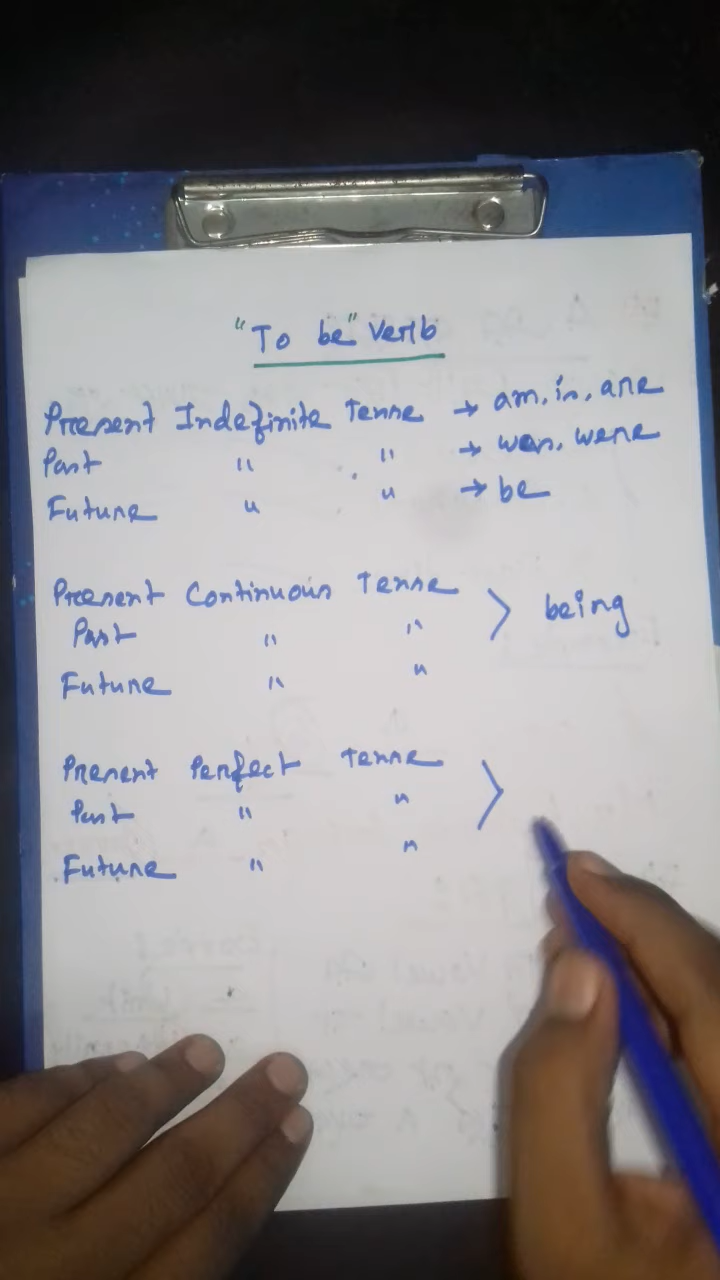 "To be" Verb
Present Indefinite Tense → am, is, are
Past " " → was, were
Future " " → be
Present Continuous Tense > being
Past " "
Future " "
Present Perfect Tense >
Past " "
Future " "